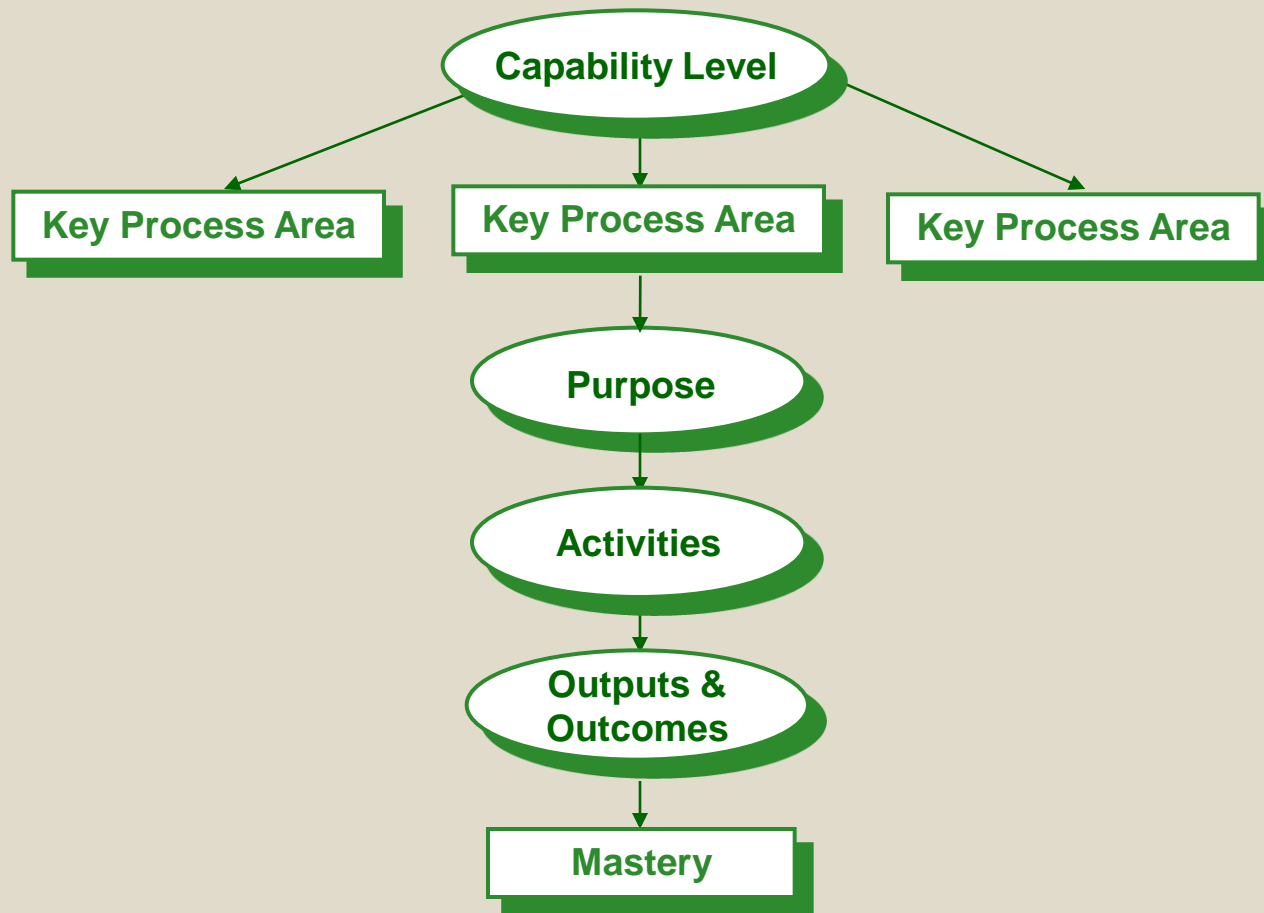 Capability Level
Key Process Area
Key Process Area
Key Process Area
Purpose
Activities
Outputs &
Outcomes
Mastery